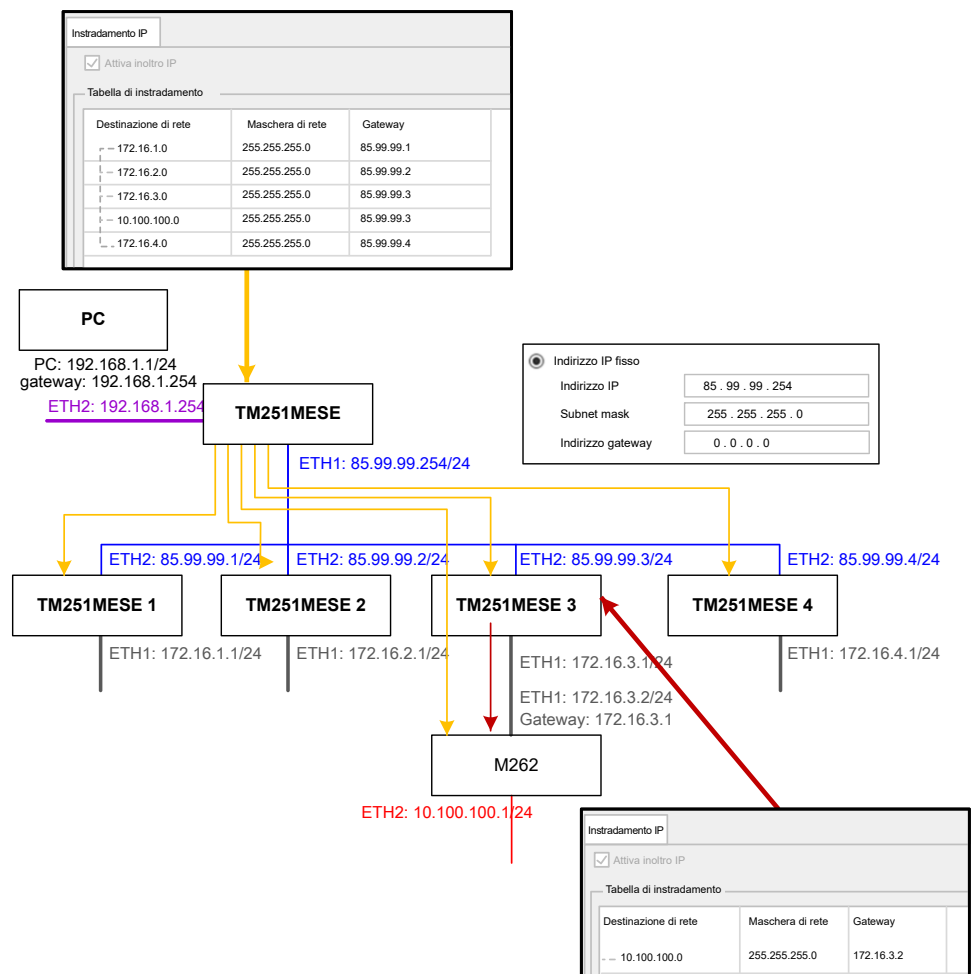 Instradamento IP
Attiva inoltro IP
Tabella di instradamento
Destinazione di rete Maschera di rete Gateway
172.16.1.0 255.255.255.0 85.99.99.1
172.16.2.0 255.255.255.0 85.99.99.2
172.16.3.0 255.255.255.0 85.99.99.3
10.100.100.0 255.255.255.0 85.99.99.3
172.16.4.0 255.255.255.0 85.99.99.4
PC
PC: 192.168.1.1/24
gateway: 192.168.1.254
ETH2: 192.168.1.254
TM251MESE
ETH1: 85.99.99.254/24
Indirizzo IP fisso
Indirizzo IP 85 . 99 . 99 . 254
Subnet mask 255 . 255 . 255 . 0
Indirizzo gateway 0 . 0 . 0 . 0
ETH2: 85.99.99.1/24 ETH2: 85.99.99.2/24 ETH2: 85.99.99.3/24 ETH2: 85.99.99.4/24
TM251MESE 1 TM251MESE 2 TM251MESE 3 TM251MESE 4
ETH1: 172.16.1.1/24 ETH1: 172.16.2.1/24 ETH1: 172.16.3.1/24 ETH1: 172.16.4.1/24
ETH1: 172.16.3.2/24
Gateway: 172.16.3.1
M262
ETH2: 10.100.100.1/24
Instradamento IP
Attiva inoltro IP
Tabella di instradamento
Destinazione di rete Maschera di rete Gateway
10.100.100.0 255.255.255.0 172.16.3.2